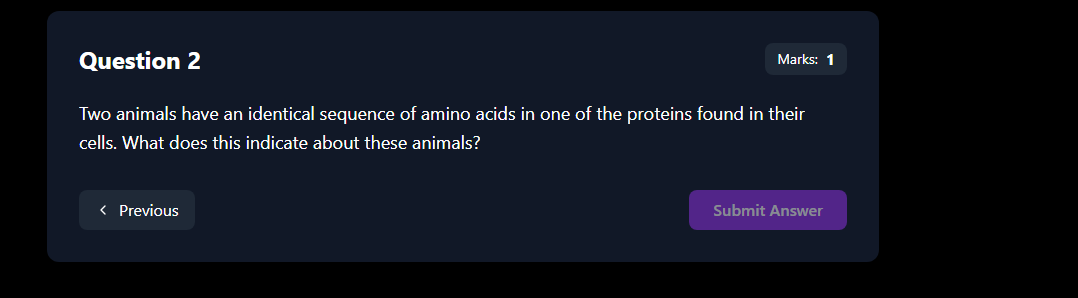 Question 2
Marks: 1
Two animals have an identical sequence of amino acids in one of the proteins found in their
cells. What does this indicate about these animals?
Previous
Submit Answer